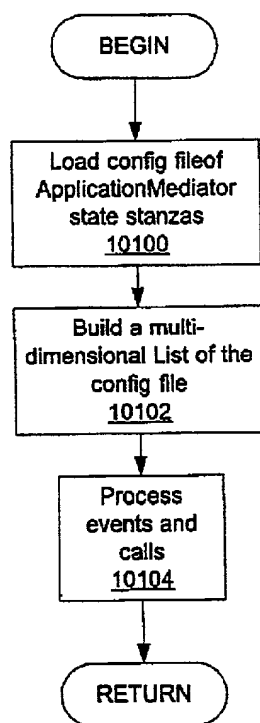 BEGIN
Load config fileof
ApplicationMediator
state stanzas
10100
Build a multi-
dimensional List of the
config file
10102
Process
events and
calls
10104
RETURN